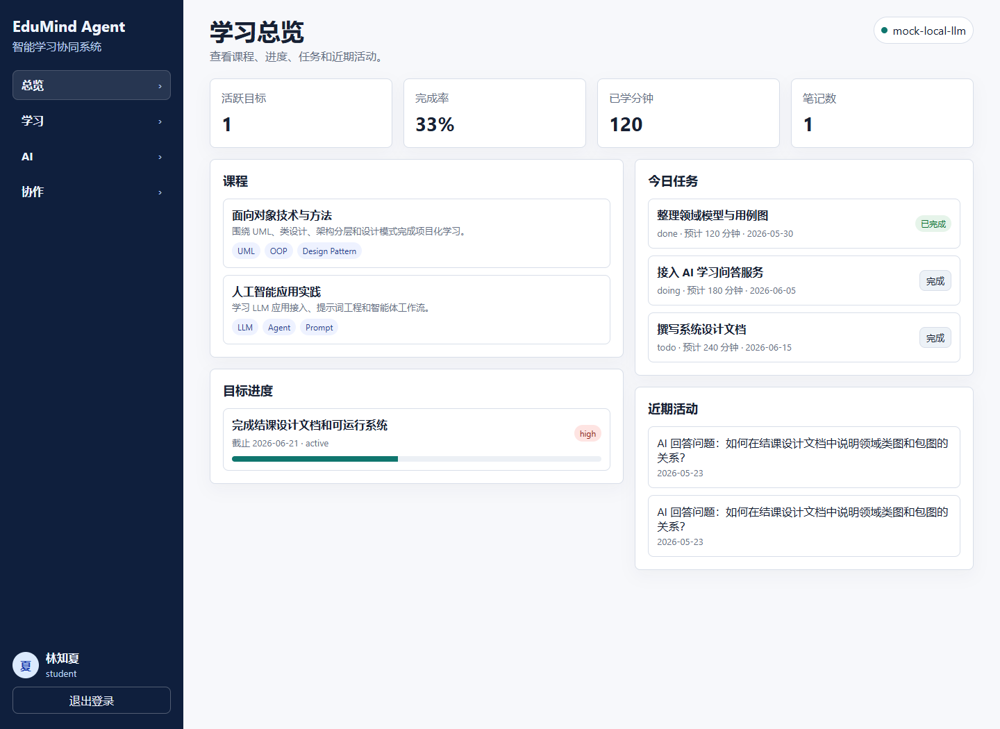 EduMind Agent
智能学习协同系统
总览 ›
学习 ›
AI ›
协作 ›
夏
林知夏
student
退出登录
学习总览
查看课程、进度、任务和近期活动。
mock-local-llm
活跃目标
1
完成率
33%
已学分钟
120
笔记数
1
课程
面向对象技术与方法
围绕 UML、类设计、架构分层和设计模式完成项目化学习。
UML OOP Design Pattern
人工智能应用实践
学习 LLM 应用接入、提示词工程和智能体工作流。
LLM Agent Prompt
目标进度
完成结课设计文档和可运行系统
截止 2026-06-21 · active
high
今日任务
整理领域模型与用例图
done · 预计 120 分钟 · 2026-05-30
已完成
接入 AI 学习问答服务
doing · 预计 180 分钟 · 2026-06-05
完成
撰写系统设计文档
todo · 预计 240 分钟 · 2026-06-15
完成
近期活动
AI 回答问题：如何在结课设计文档中说明领域类图和包图的
关系？
2026-05-23
AI 回答问题：如何在结课设计文档中说明领域类图和包图的
关系？
2026-05-23